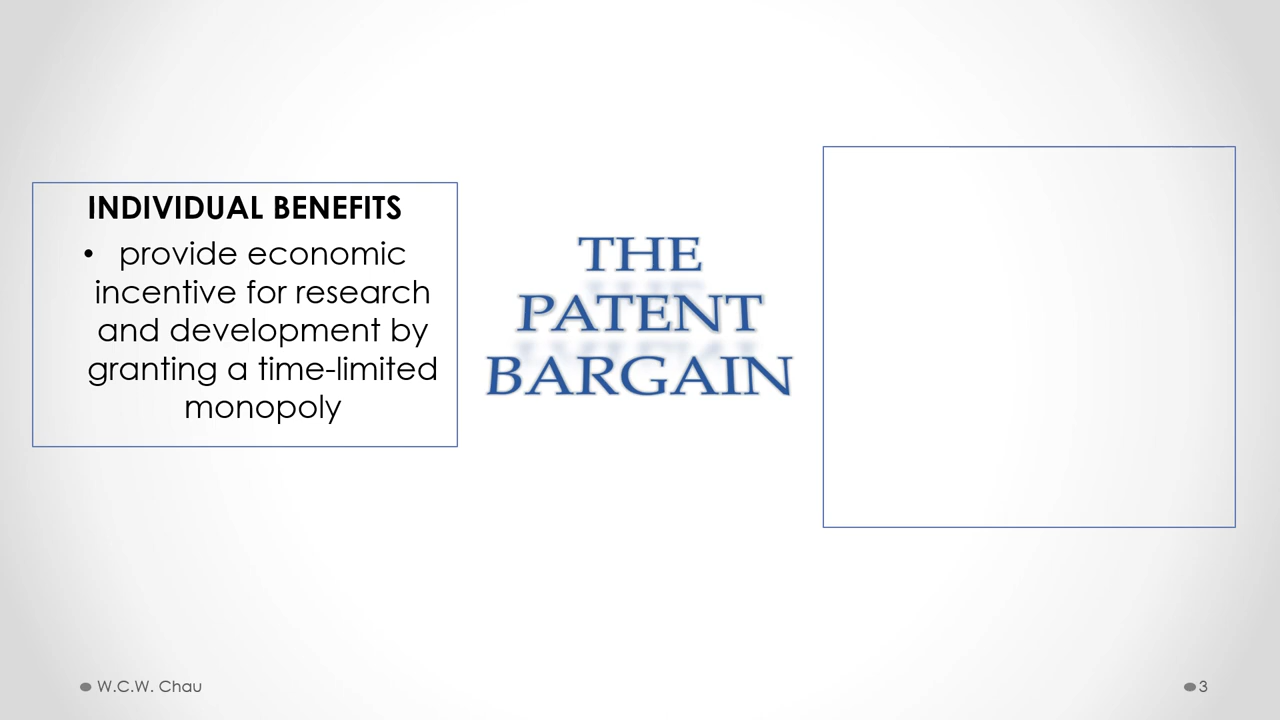 INDIVIDUAL BENEFITS
• provide economic
incentive for research
and development by
granting a time-limited
monopoly
THE
PATENT
BARGAIN
W.C.W. Chau
3